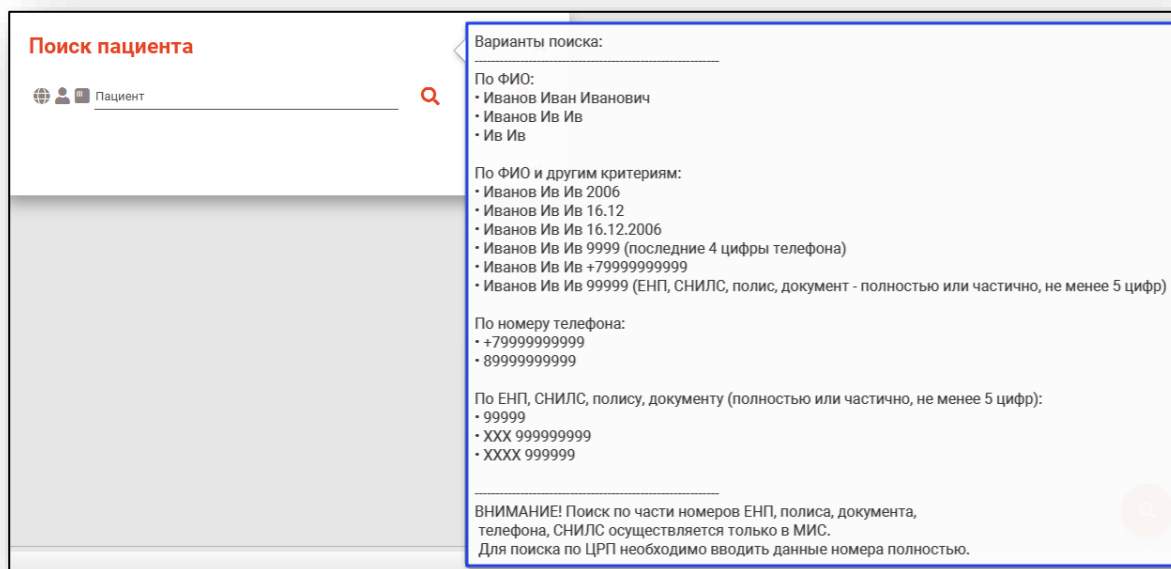 Поиск пациента
Пациент
Варианты поиска:
По ФИО:
• Иванов Иван Иванович
• Иванов Ив Ив
• Ив Ив
По ФИО и другим критериям:
• Иванов Ив Ив 2006
• Иванов Ив Ив 16.12
• Иванов Ив Ив 16.12.2006
• Иванов Ив Ив 9999 (последние 4 цифры телефона)
• Иванов Ив Ив +79999999999
• Иванов Ив Ив 99999 (ЕНП, СНИЛС, полис, документ - полностью или частично, не менее 5 цифр)
По номеру телефона:
• +79999999999
• 89999999999
По ЕНП, СНИЛС, полису, документу (полностью или частично, не менее 5 цифр):
• 99999
• XXX 999999999
• XXXX 999999
ВНИМАНИЕ! Поиск по части номеров ЕНП, полиса, документа,
телефона, СНИЛС осуществляется только в МИС.
Для поиска по ЦРП необходимо вводить данные номера полностью.